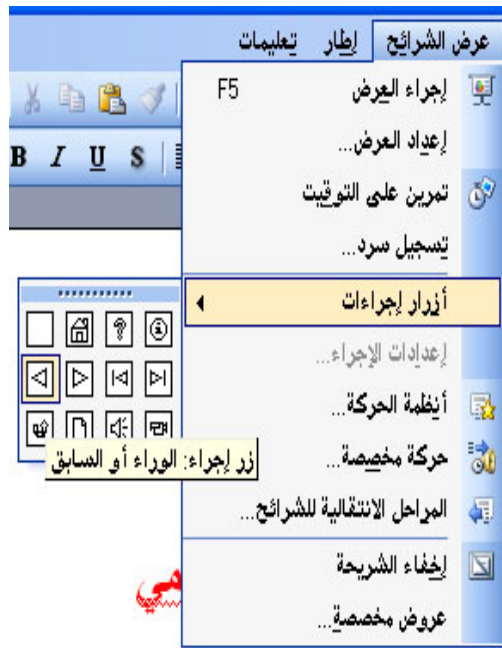 عرض الشرائح إطار تعليمات
إجراء العرض F5
إعداد العرض...
تمرين على التوقيت
تسجيل سرد...
أزرار إجراءات
إعدادات الإجراء...
أنظمة الحركة...
حركة مخصصة...
المراحل الانتقالية للشرائح...
إخفاء الشريحة
عروض مخصصة...
B I U S
زر إجراء: الوراء أو السابق